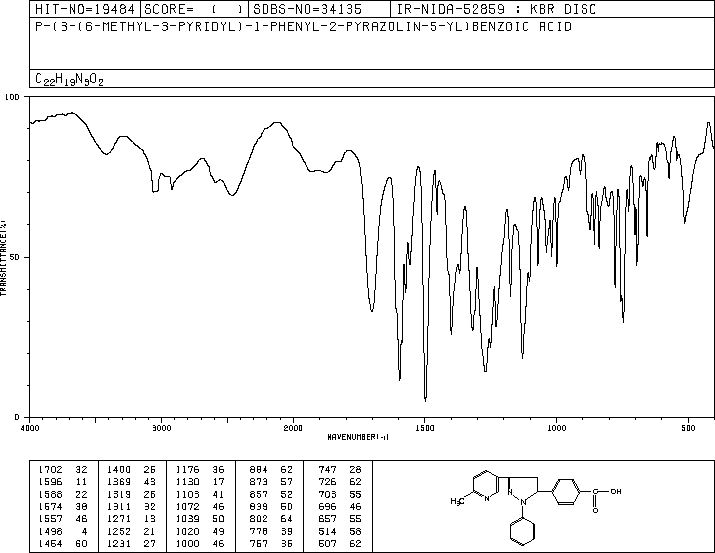 HIT-NO=19484 SCORE= ( ) SDBS-NO=34135 IR-NIDA-52859 : KBR DISC
P-(3-(6-METHYL-3-PYRIDYL)-1-PHENYL-2-PYRAZOLIN-5-YL)BENZOIC ACID
C22H19N3O2
100
50
0
TRANSMITTANCE(%)
4000 3000 2000 1500 1000 500
WAVENUMBER(-1)
1702 32 1400 26 1176 36 884 62 747 28
1596 11 1369 43 1130 17 873 57 726 62
1588 22 1319 26 1103 41 857 52 703 55
1574 38 1311 32 1072 46 839 50 696 46
1557 46 1271 13 1039 50 802 64 657 55
1498 4 1252 21 1020 49 778 39 514 58
1454 60 1231 27 1000 46 757 35 507 62
H3C
N
N
N
C
O
OH